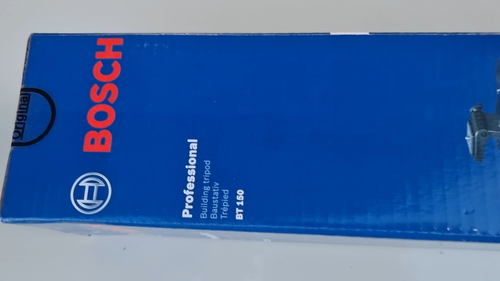 Original
BOSCH
Professional
Building tripod
Baustativ
Trépied
BT 150